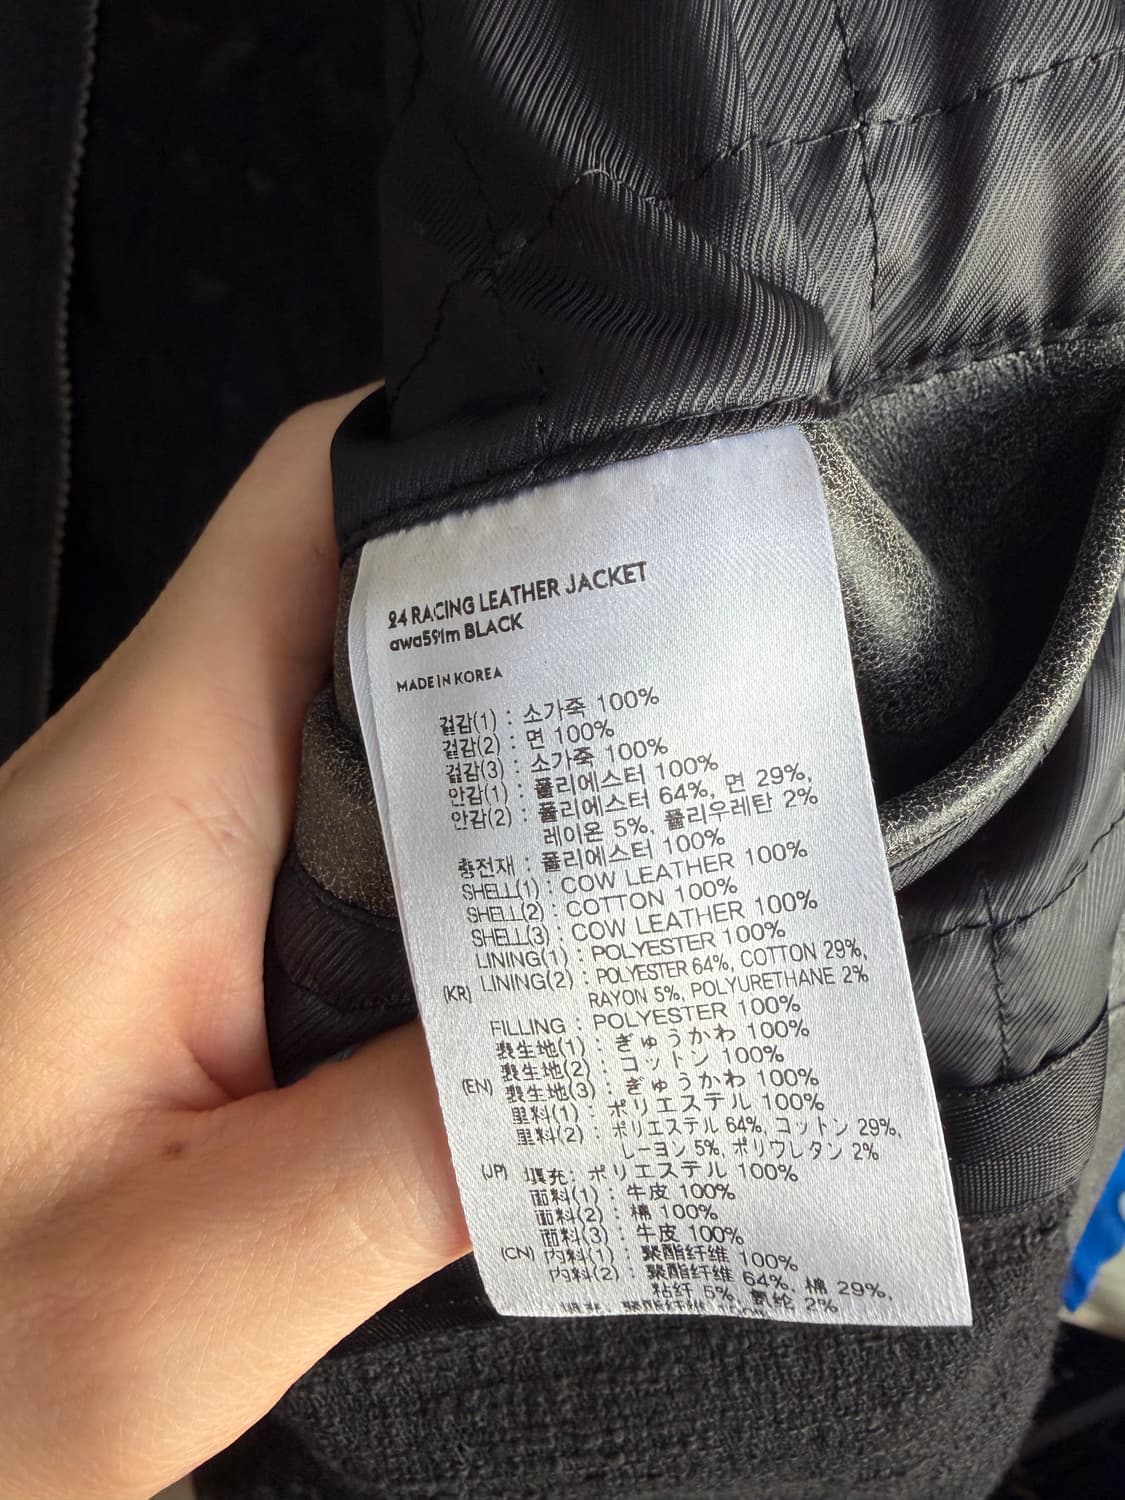 24 RACING LEATHER JACKET
awa591m BLACK
MADE IN KOREA
겉감(1) : 소가죽 100%
겉감(2) : 면 100%
겉감(3) : 소가죽 100%
안감(1) : 폴리에스터 100%
안감(2) : 폴리에스터 64%, 면 29%,
레이온 5%, 폴리우레탄 2%
충전재 : 폴리에스터 100%
SHELL(1) : COW LEATHER 100%
SHELL(2) : COTTON 100%
SHELL(3) : COW LEATHER 100%
LINING(1) : POLYESTER 100%
(KR) LINING(2) : POLYESTER 64%, COTTON 29%,
RAYON 5%, POLYURETHANE 2%
FILLING : POLYESTER 100%
表生地(1) : ぎゅうかわ 100%
表生地(2) : コットン 100%
(EN) 表生地(3) : ぎゅうかわ 100%
里料(1) : ポリエステル 100%
里料(2) : ポリエステル 64%, コットン 29%,
レーヨン 5%, ポリウレタン 2%
(JP) 填充: ポリエステル 100%
面料(1) : 牛皮 100%
面料(2) : 棉 100%
面料(3) : 牛皮 100%
(CN) 内料(1) : 聚酯纤维 100%
内料(2) : 聚酯纤维 64%, 棉 29%,
粘纤 5%, 氨纶 2%